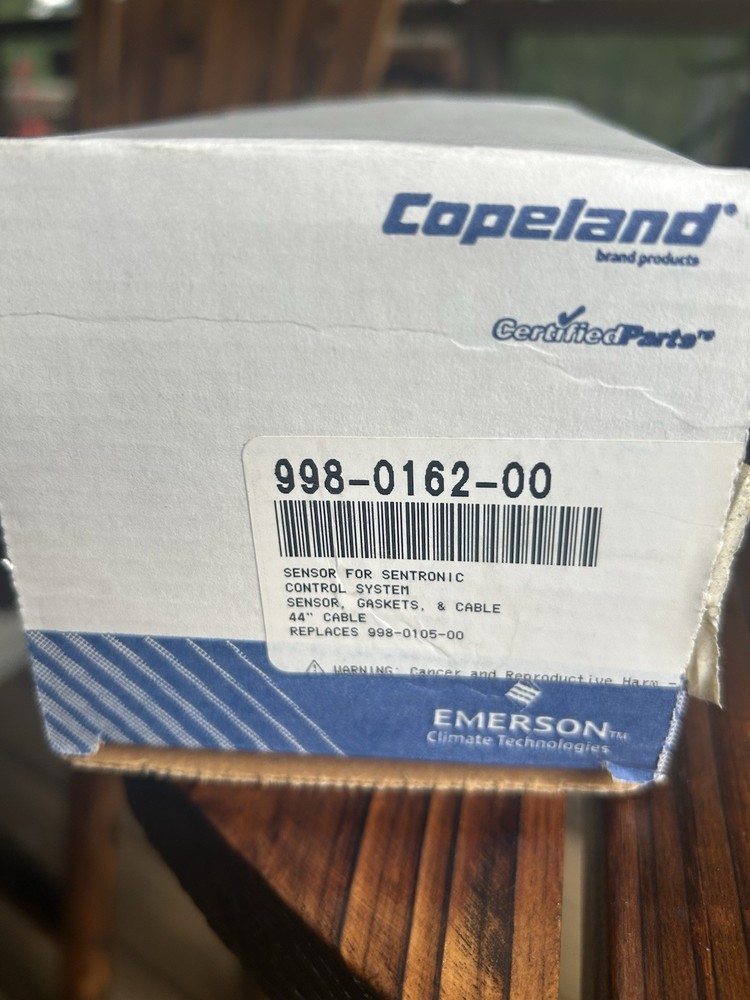 Copeland®
brand products
CertifiedParts™
998-0162-00
SENSOR FOR SENTRONIC
CONTROL SYSTEM
SENSOR, GASKETS, & CABLE
44" CABLE
REPLACES 998-0105-00
⚠ WARNING: Cancer and Reproductive Harm -
EMERSON™
Climate Technologies